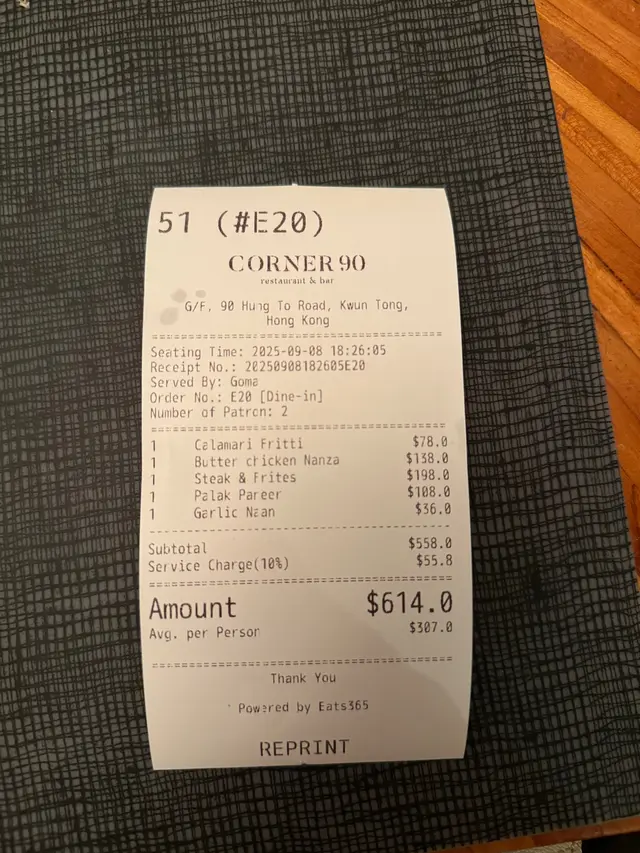 51 (#E20)
CORNER 90
restaurant & bar
G/F, 90 Hung To Road, Kwun Tong,
Hong Kong
Seating Time: 2025-09-08 18:26:05
Receipt No.: 20250908182605E20
Served By: Goma
Order No.: E20 [Dine-in]
Number of Patron: 2
1 Calamari Fritti $78.0
1 Butter chicken Nanza $138.0
1 Steak & Frites $198.0
1 Palak Paneer $108.0
1 Garlic Naan $36.0
Subtotal $558.0
Service Charge(10%) $55.8
Amount $614.0
Avg. per Person $307.0
Thank You
Powered by Eats365
REPRINT